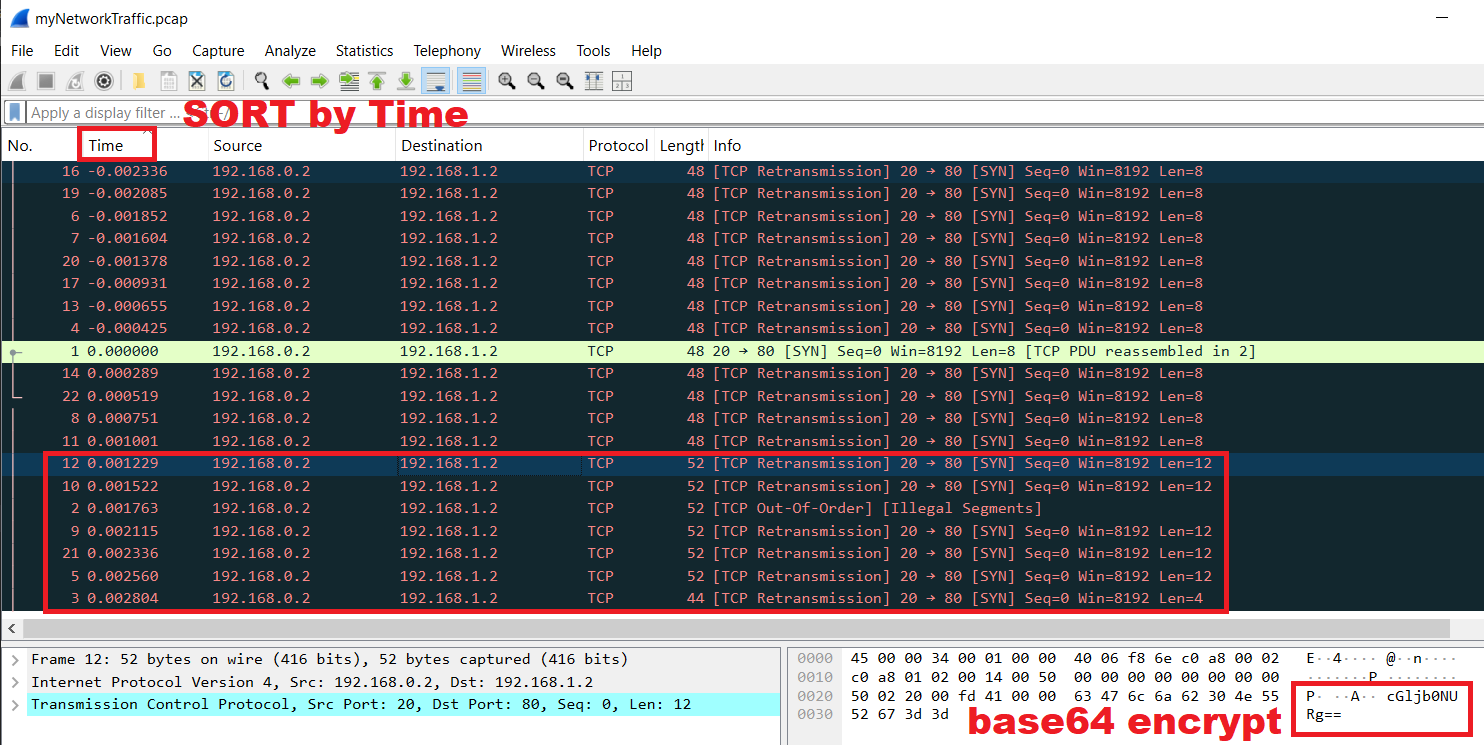 myNetworkTraffic.pcap
File Edit View Go Capture Analyze Statistics Telephony Wireless Tools Help
Apply a display filter ...
SORT by Time
No. Time Source Destination Protocol Length Info
16 -0.002336 192.168.0.2 192.168.1.2 TCP 48 [TCP Retransmission] 20 → 80 [SYN] Seq=0 Win=8192 Len=8
19 -0.002085 192.168.0.2 192.168.1.2 TCP 48 [TCP Retransmission] 20 → 80 [SYN] Seq=0 Win=8192 Len=8
6 -0.001852 192.168.0.2 192.168.1.2 TCP 48 [TCP Retransmission] 20 → 80 [SYN] Seq=0 Win=8192 Len=8
7 -0.001604 192.168.0.2 192.168.1.2 TCP 48 [TCP Retransmission] 20 → 80 [SYN] Seq=0 Win=8192 Len=8
20 -0.001378 192.168.0.2 192.168.1.2 TCP 48 [TCP Retransmission] 20 → 80 [SYN] Seq=0 Win=8192 Len=8
17 -0.000931 192.168.0.2 192.168.1.2 TCP 48 [TCP Retransmission] 20 → 80 [SYN] Seq=0 Win=8192 Len=8
13 -0.000655 192.168.0.2 192.168.1.2 TCP 48 [TCP Retransmission] 20 → 80 [SYN] Seq=0 Win=8192 Len=8
4 -0.000425 192.168.0.2 192.168.1.2 TCP 48 [TCP Retransmission] 20 → 80 [SYN] Seq=0 Win=8192 Len=8
1 0.000000 192.168.0.2 192.168.1.2 TCP 48 20 → 80 [SYN] Seq=0 Win=8192 Len=8 [TCP PDU reassembled in 2]
14 0.000289 192.168.0.2 192.168.1.2 TCP 48 [TCP Retransmission] 20 → 80 [SYN] Seq=0 Win=8192 Len=8
22 0.000519 192.168.0.2 192.168.1.2 TCP 48 [TCP Retransmission] 20 → 80 [SYN] Seq=0 Win=8192 Len=8
8 0.000751 192.168.0.2 192.168.1.2 TCP 48 [TCP Retransmission] 20 → 80 [SYN] Seq=0 Win=8192 Len=8
11 0.001001 192.168.0.2 192.168.1.2 TCP 48 [TCP Retransmission] 20 → 80 [SYN] Seq=0 Win=8192 Len=8
12 0.001229 192.168.0.2 192.168.1.2 TCP 52 [TCP Retransmission] 20 → 80 [SYN] Seq=0 Win=8192 Len=12
10 0.001522 192.168.0.2 192.168.1.2 TCP 52 [TCP Retransmission] 20 → 80 [SYN] Seq=0 Win=8192 Len=12
2 0.001763 192.168.0.2 192.168.1.2 TCP 52 [TCP Out-Of-Order] [Illegal Segments]
9 0.002115 192.168.0.2 192.168.1.2 TCP 52 [TCP Retransmission] 20 → 80 [SYN] Seq=0 Win=8192 Len=12
21 0.002336 192.168.0.2 192.168.1.2 TCP 52 [TCP Retransmission] 20 → 80 [SYN] Seq=0 Win=8192 Len=12
5 0.002560 192.168.0.2 192.168.1.2 TCP 52 [TCP Retransmission] 20 → 80 [SYN] Seq=0 Win=8192 Len=12
3 0.002804 192.168.0.2 192.168.1.2 TCP 44 [TCP Retransmission] 20 → 80 [SYN] Seq=0 Win=8192 Len=4
Frame 12: 52 bytes on wire (416 bits), 52 bytes captured (416 bits)
Internet Protocol Version 4, Src: 192.168.0.2, Dst: 192.168.1.2
Transmission Control Protocol, Src Port: 20, Dst Port: 80, Seq: 0, Len: 12
0000 45 00 00 34 00 01 00 00 40 06 f8 6e c0 a8 00 02 E··4···· @··n····
0010 c0 a8 01 02 00 14 00 50 00 00 00 00 00 00 00 00 ·······P ········
0020 50 02 20 00 fd 41 00 00 63 47 6c 6a 62 30 4e 55 P· ··A·· cGljb0NU
0030 52 67 3d 3d Rg==
base64 encrypt